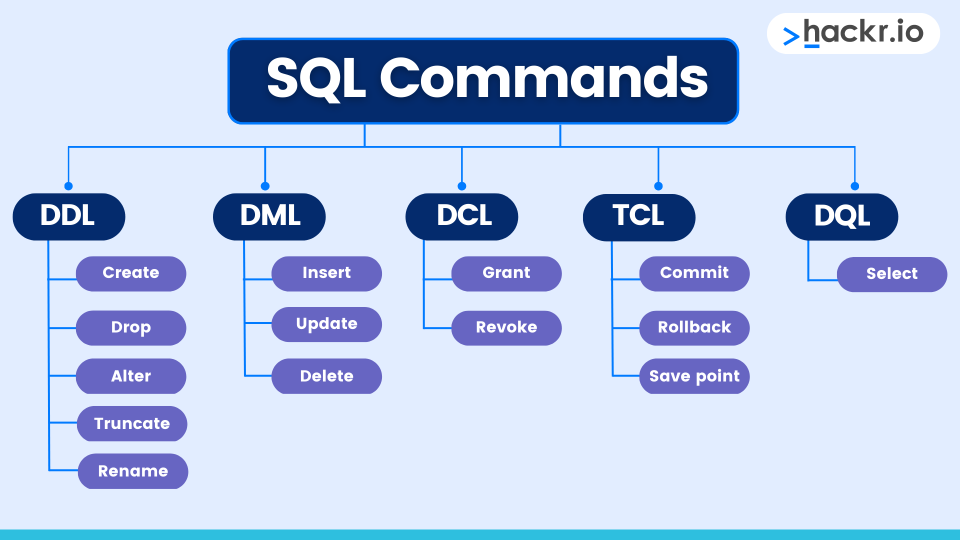 >hackr.io
SQL Commands
DDL
DML
DCL
TCL
DQL
Create
Drop
Alter
Truncate
Rename
Insert
Update
Delete
Grant
Revoke
Commit
Rollback
Save point
Select